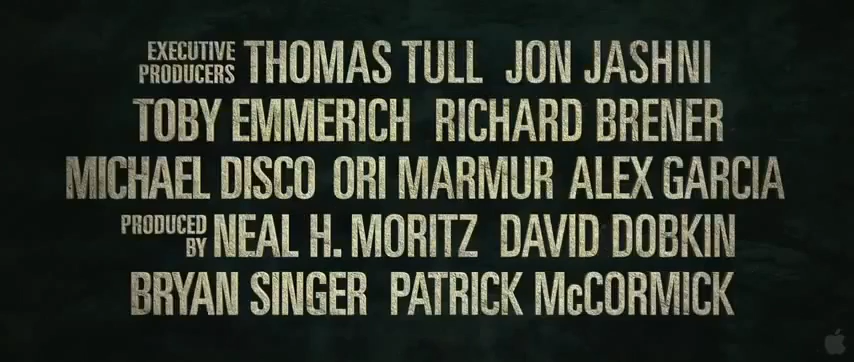 EXECUTIVE PRODUCERS THOMAS TULL JON JASHNI
TOBY EMMERICH RICHARD BRENER
MICHAEL DISCO ORI MARMUR ALEX GARCIA
PRODUCED BY NEAL H. MORITZ DAVID DOBKIN
BRYAN SINGER PATRICK McCORMICK